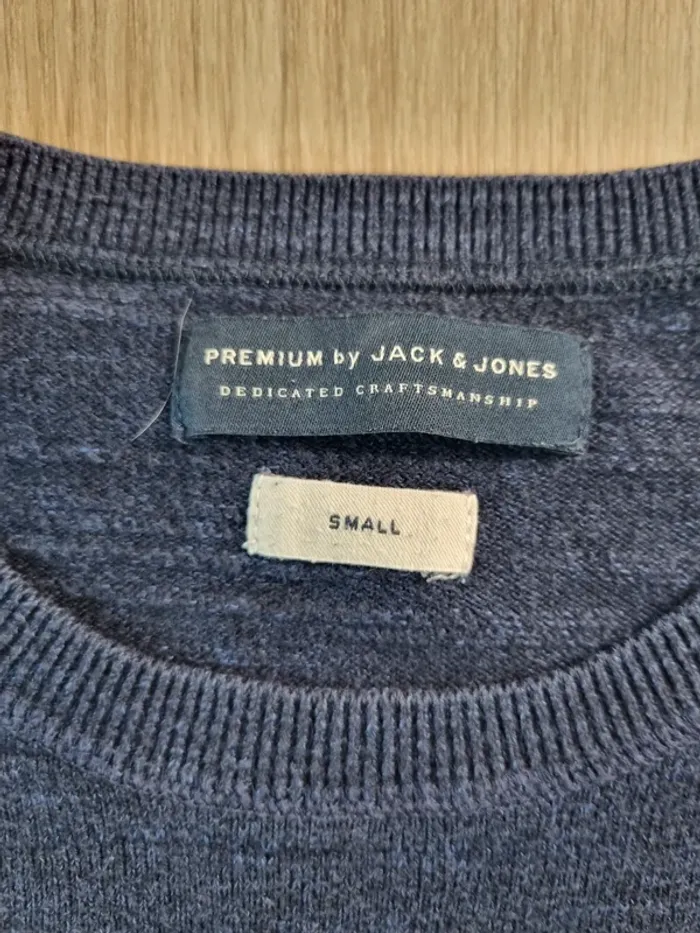 PREMIUM by JACK & JONES
DEDICATED CRAFTSMANSHIP
SMALL